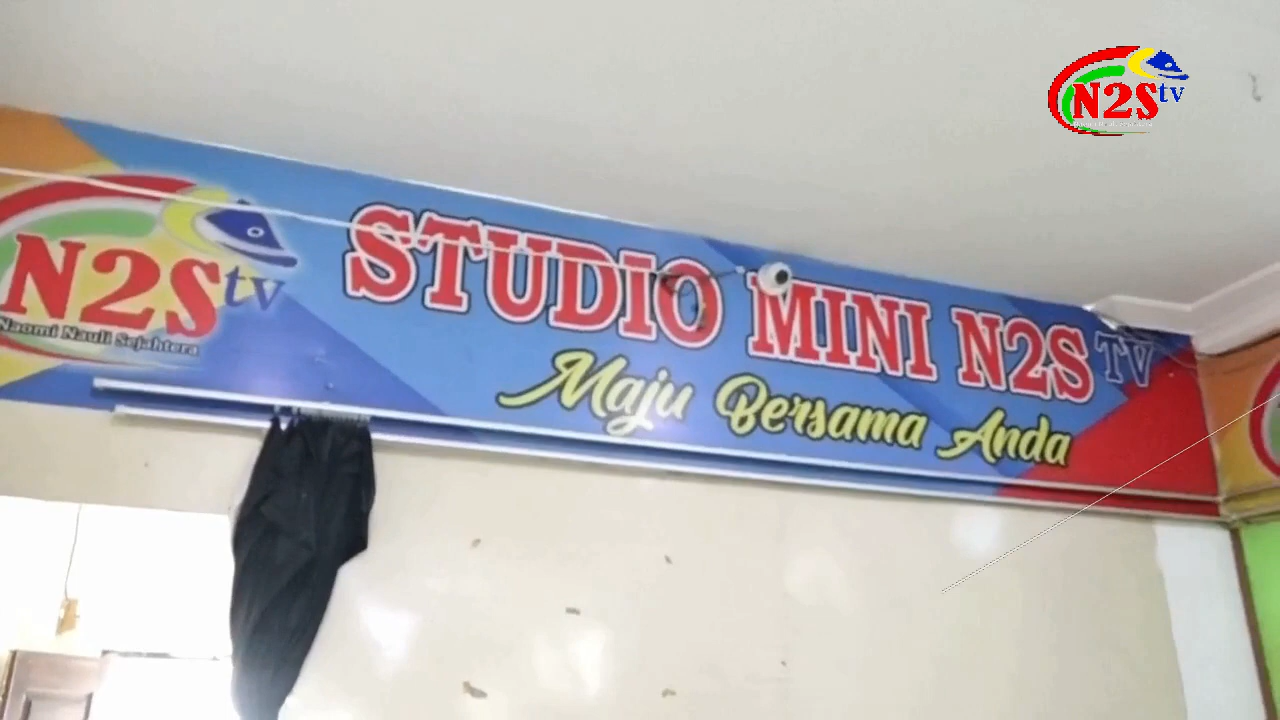 N2S tv
N2S tv
Naomi Nauli Sejahtera
STUDIO MINI N2S TV
Maju Bersama Anda